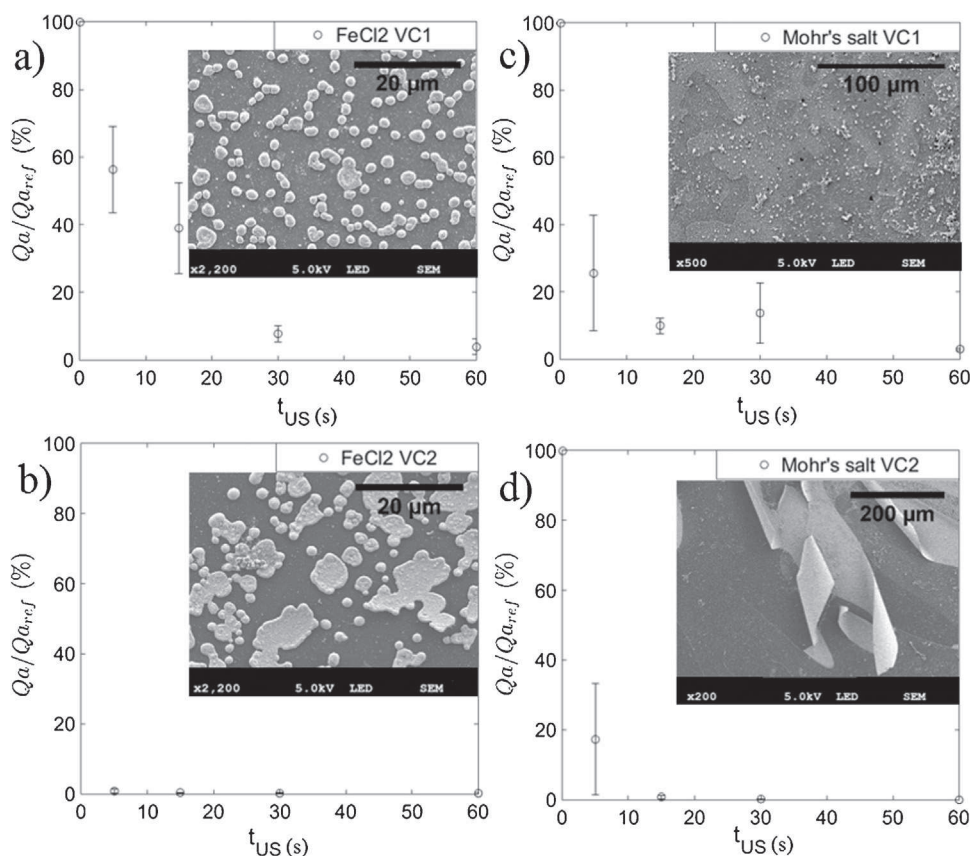 a)
FeCl2 VC1
20 µm
x2,200 5.0kV LED SEM
100
80
60
40
20
0
Qa/Qa_ref (%)
0 10 20 30 40 50 60
t_US (s)
c)
Mohr's salt VC1
100 µm
x500 5.0kV LED SEM
100
80
60
40
20
0
Qa/Qa_ref (%)
0 10 20 30 40 50 60
t_US (s)
b)
FeCl2 VC2
20 µm
x2,200 5.0kV LED SEM
100
80
60
40
20
0
Qa/Qa_ref (%)
0 10 20 30 40 50 60
t_US (s)
d)
Mohr's salt VC2
200 µm
x200 5.0kV LED SEM
100
80
60
40
20
0
Qa/Qa_ref (%)
0 10 20 30 40 50 60
t_US (s)